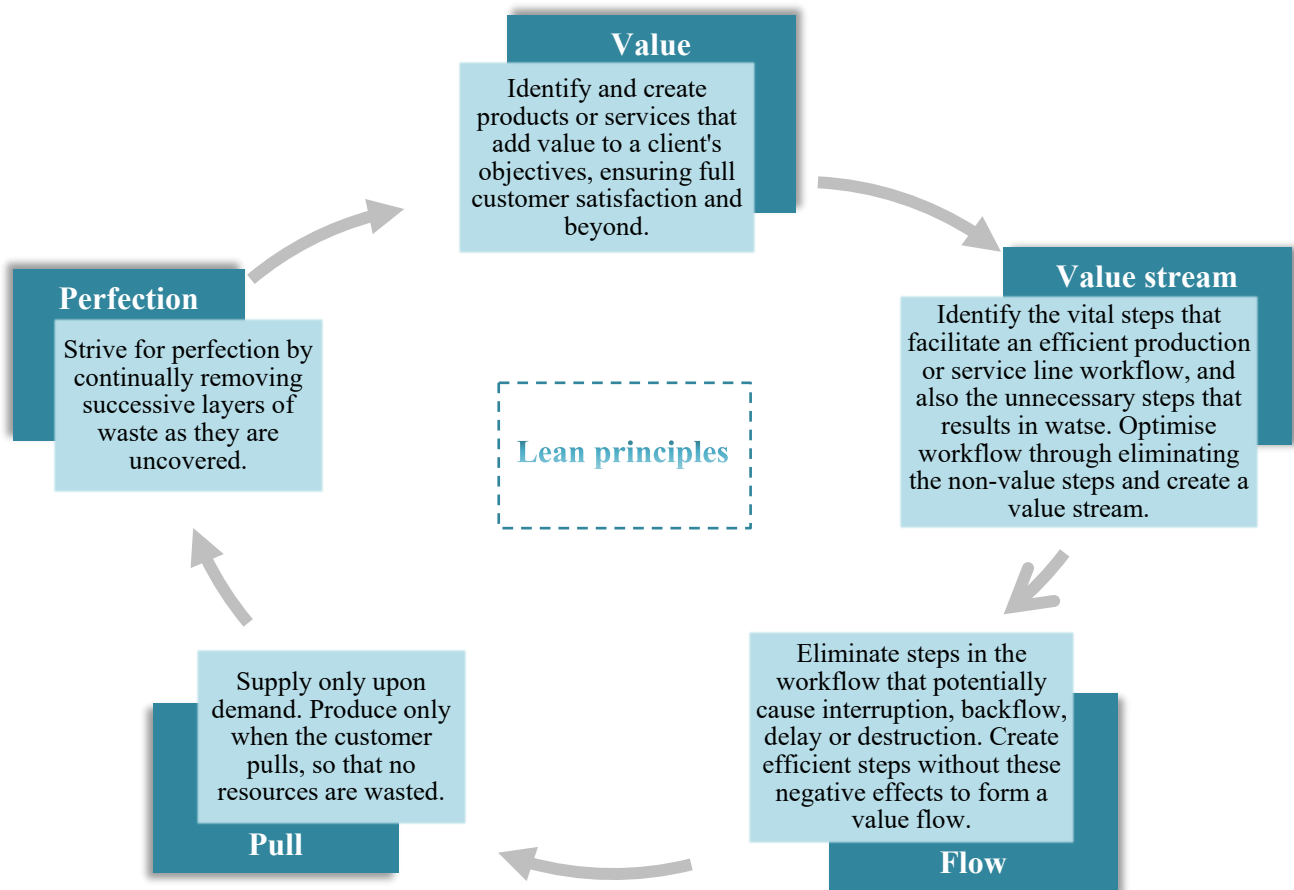 Value
Identify and create
products or services that
add value to a client's
objectives, ensuring full
customer satisfaction and
beyond.
Value stream
Identify the vital steps that
facilitate an efficient production
or service line workflow, and
also the unnecessary steps that
results in watse. Optimise
workflow through eliminating
the non-value steps and create a
value stream.
Eliminate steps in the
workflow that potentially
cause interruption, backflow,
delay or destruction. Create
efficient steps without these
negative effects to form a
value flow.
Flow
Supply only upon
demand. Produce only
when the customer
pulls, so that no
resources are wasted.
Pull
Perfection
Strive for perfection by
continually removing
successive layers of
waste as they are
uncovered.
Lean principles